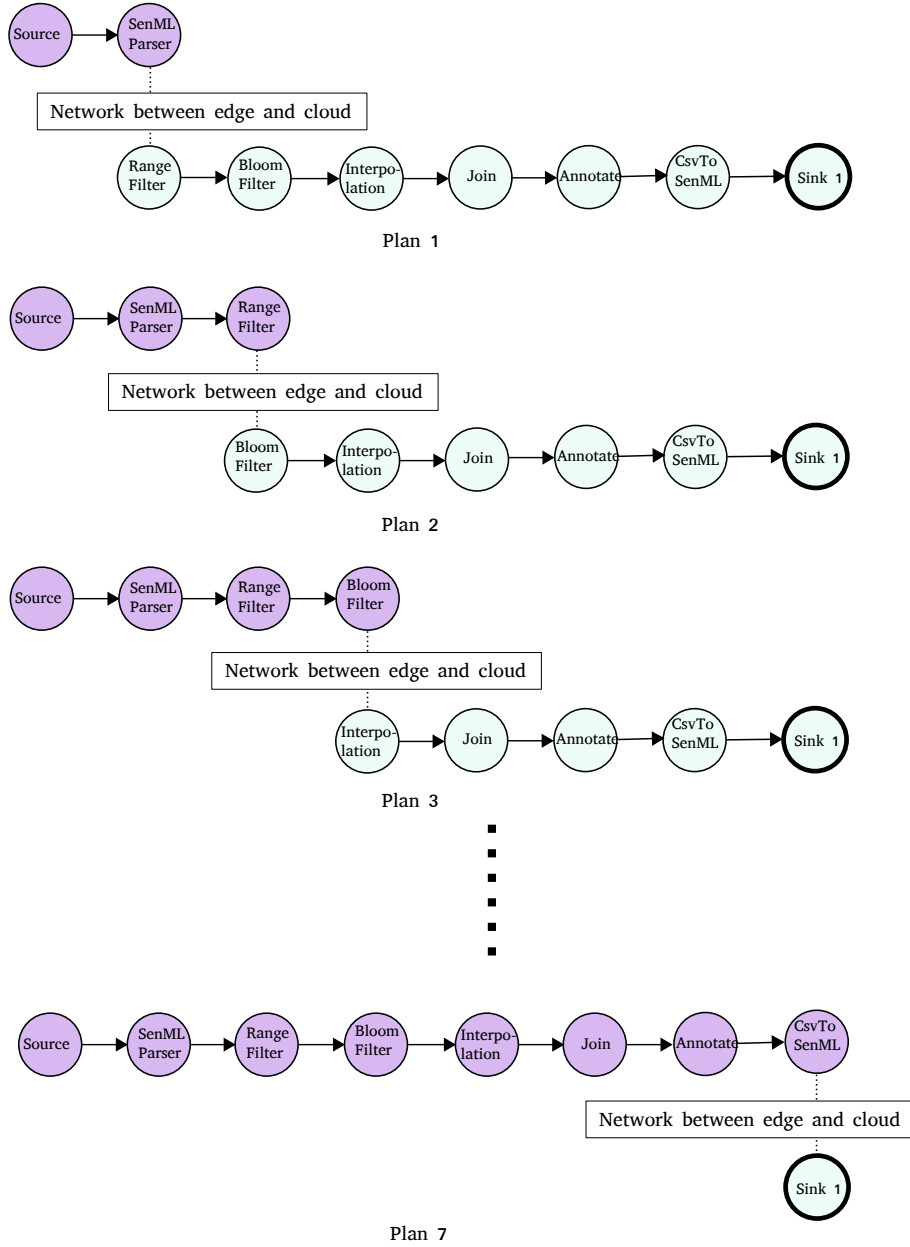 Source
SenML
Parser
Network between edge and cloud
Range
Filter
Bloom
Filter
Interpo-
lation
Join
Annotate
CsvTo
SenML
Sink 1
Plan 1
Source
SenML
Parser
Range
Filter
Network between edge and cloud
Bloom
Filter
Interpo-
lation
Join
Annotate
CsvTo
SenML
Sink 1
Plan 2
Source
SenML
Parser
Range
Filter
Bloom
Filter
Network between edge and cloud
Interpo-
lation
Join
Annotate
CsvTo
SenML
Sink 1
Plan 3
Source
SenML
Parser
Range
Filter
Bloom
Filter
Interpo-
lation
Join
Annotate
CsvTo
SenML
Network between edge and cloud
Sink 1
Plan 7